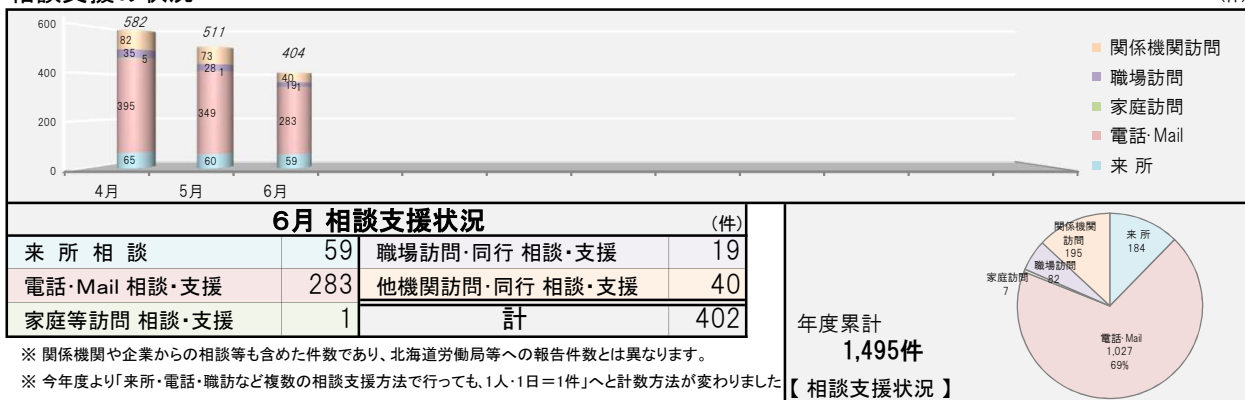 (件)
600
582
511
404
400
200
0
82
35
5
395
65
73
28
1
349
60
40
19
1
283
59
4月
5月
6月
関係機関訪問
職場訪問
家庭訪問
電話・Mail
来 所
6月 相談支援状況 (件)
来 所 相 談 59 職場訪問・同行 相談・支援 19
電話・Mail 相談・支援 283 他機関訪問・同行 相談・支援 40
家庭等訪問 相談・支援 1 計 402
※ 関係機関や企業からの相談等も含めた件数であり、北海道労働局等への報告件数とは異なります。
※ 今年度より「来所・電話・職訪など複数の相談支援方法で行っても、1人・1日=1件」へと計数方法が変わりました
年度累計
1,495件
【 相談支援状況 】
関係機関
訪問
195
来 所
184
職場訪問
82
家庭訪問
7
電話・Mail
1,027
69%